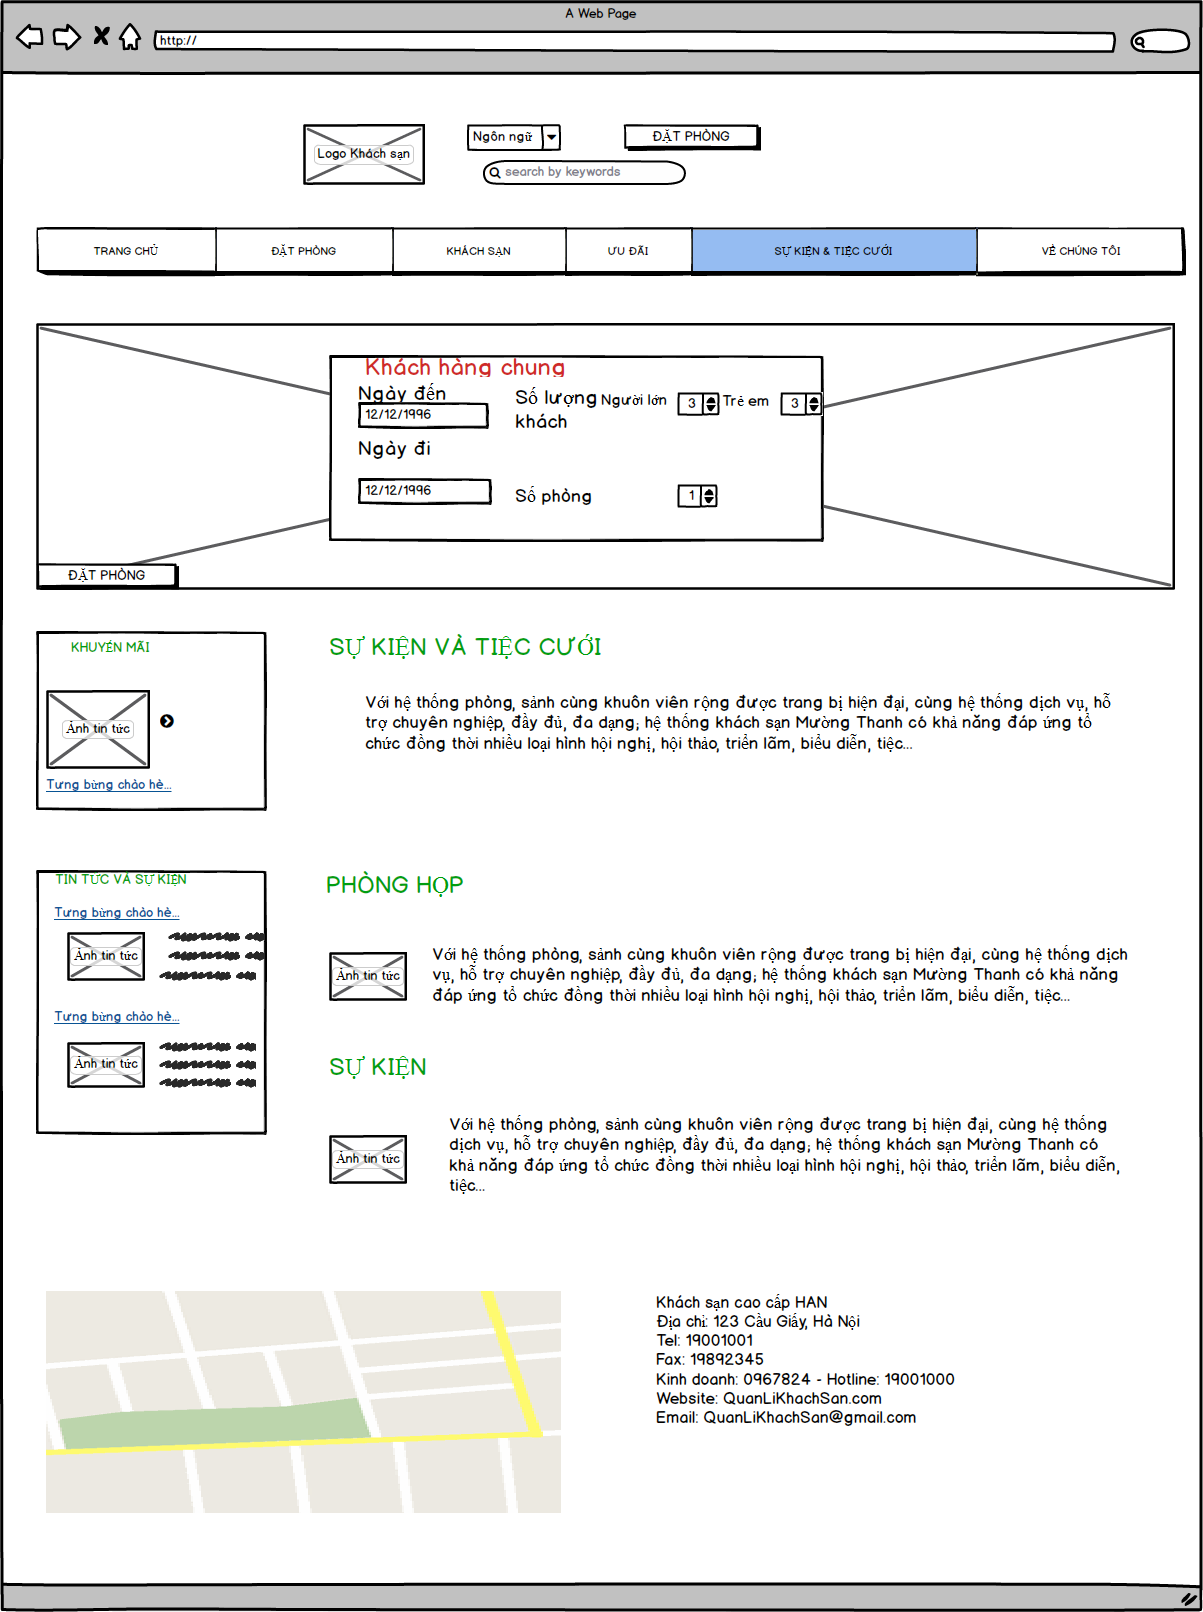 A Web Page
http://
Logo Khách sạn
Ngôn ngữ
ĐẶT PHÒNG
search by keywords
TRANG CHỦ
ĐẶT PHÒNG
KHÁCH SẠN
ƯU ĐÃI
SỰ KIỆN & TIỆC CƯỚI
VỀ CHÚNG TÔI
Khách hàng chung
Ngày đến
12/12/1996
Số lượng khách
Người lớn
3
Trẻ em
3
Ngày đi
12/12/1996
Số phòng
1
ĐẶT PHÒNG
KHUYẾN MÃI
Ảnh tin tức
Tưng bừng chào hè...
SỰ KIỆN VÀ TIỆC CƯỚI
Với hệ thống phòng, sảnh cùng khuôn viên rộng được trang bị hiện đại, cùng hệ thống dịch vụ, hỗ
trợ chuyên nghiệp, đầy đủ, đa dạng; hệ thống khách sạn Mường Thanh có khả năng đáp ứng tổ
chức đồng thời nhiều loại hình hội nghị, hội thảo, triển lãm, biểu diễn, tiệc...
TIN TỨC VÀ SỰ KIỆN
Tưng bừng chào hè...
Ảnh tin tức
Tưng bừng chào hè...
Ảnh tin tức
PHÒNG HỌP
Ảnh tin tức
Với hệ thống phòng, sảnh cùng khuôn viên rộng được trang bị hiện đại, cùng hệ thống dịch
vụ, hỗ trợ chuyên nghiệp, đầy đủ, đa dạng; hệ thống khách sạn Mường Thanh có khả năng
đáp ứng tổ chức đồng thời nhiều loại hình hội nghị, hội thảo, triển lãm, biểu diễn, tiệc...
SỰ KIỆN
Ảnh tin tức
Với hệ thống phòng, sảnh cùng khuôn viên rộng được trang bị hiện đại, cùng hệ thống
dịch vụ, hỗ trợ chuyên nghiệp, đầy đủ, đa dạng; hệ thống khách sạn Mường Thanh có
khả năng đáp ứng tổ chức đồng thời nhiều loại hình hội nghị, hội thảo, triển lãm, biểu diễn,
tiệc...
Khách sạn cao cấp HAN
Địa chỉ: 123 Cầu Giấy, Hà Nội
Tel: 19001001
Fax: 19892345
Kinh doanh: 0967824 - Hotline: 19001000
Website: QuanLiKhachSan.com
Email: QuanLiKhachSan@gmail.com